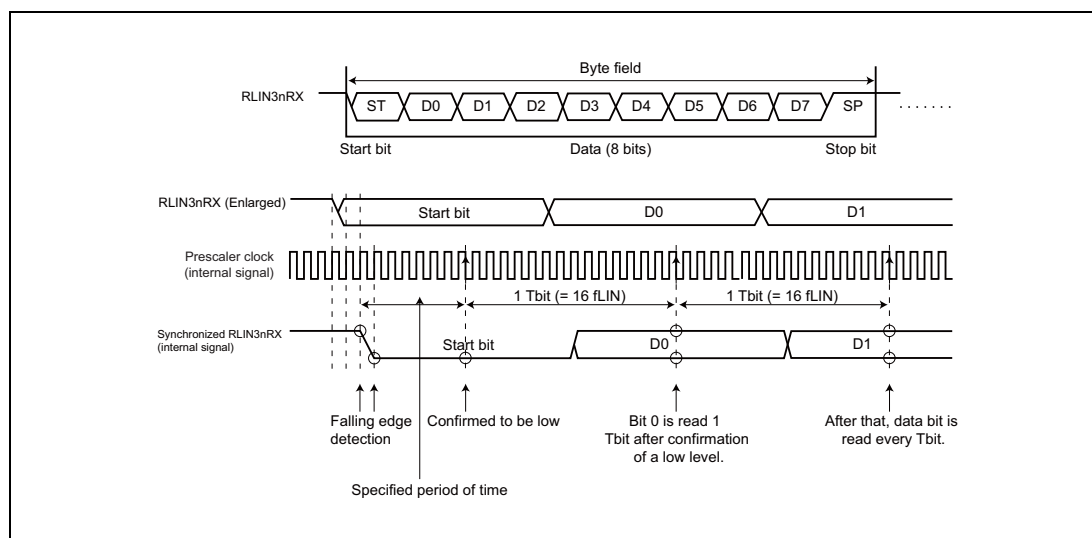 Byte field
RLIN3nRX
ST D0 D1 D2 D3 D4 D5 D6 D7 SP
. . . . . . .
Start bit
Data (8 bits)
Stop bit
RLIN3nRX (Enlarged)
Start bit
D0
D1
Prescaler clock
(internal signal)
1 Tbit (= 16 fLIN)
1 Tbit (= 16 fLIN)
Synchronized RLIN3nRX
(internal signal)
Start bit
D0
D1
Falling edge
detection
Confirmed to be low
Bit 0 is read 1
Tbit after confirmation
of a low level.
After that, data bit is
read every Tbit.
Specified period of time